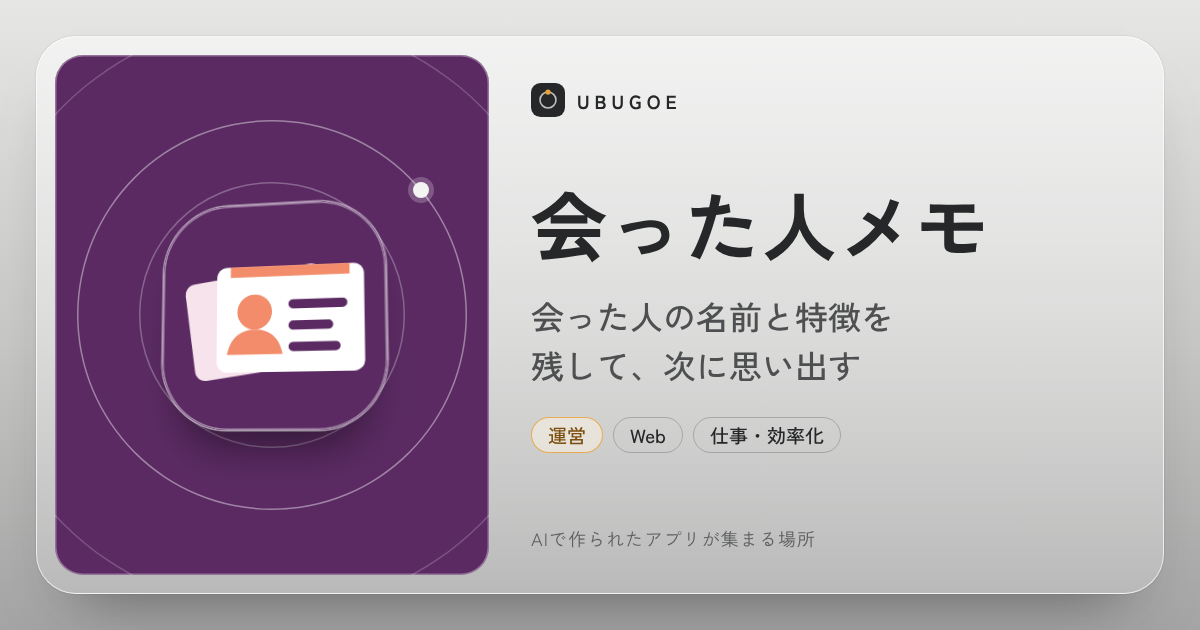 UBUGOE
会った人メモ
会った人の名前と特徴を
残して、次に思い出す
運営 Web 仕事・効率化
AIで作られたアプリが集まる場所